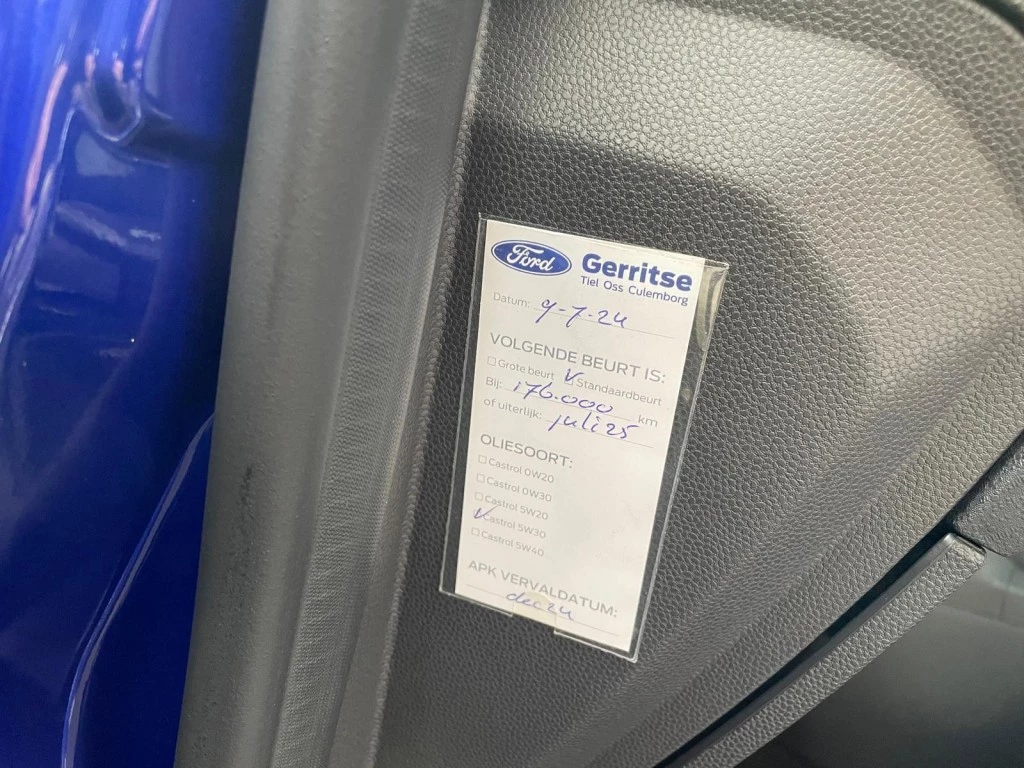 Ford Gerritse
Tiel Oss Culemborg
Datum: 9-7-24
VOLGENDE BEURT IS:
Grote beurt Standaardbeurt
Bij: 176.000 km
of uiterlijk: juli 25
OLIESOORT:
Castrol 0W20
Castrol 0W30
Castrol 5W20
Castrol 5W30
Castrol 5W40
APK VERVALDATUM:
dec 24